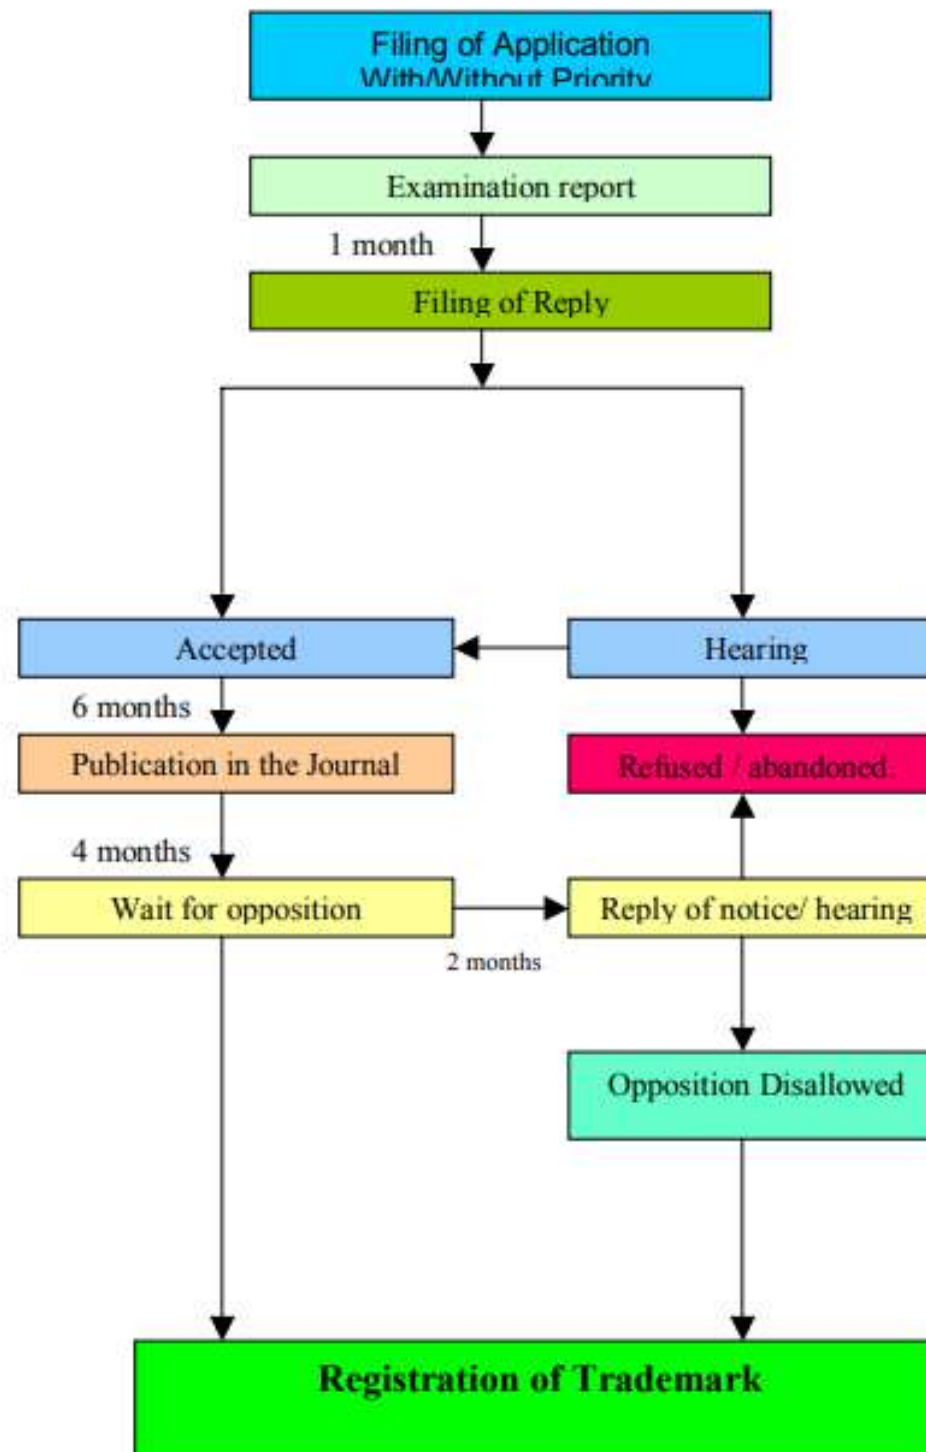 Filing of Application
With/Without Priority
Examination report
1 month
Filing of Reply
Accepted
Hearing
6 months
Publication in the Journal
Refused / abandoned.
4 months
Wait for opposition
Reply of notice/ hearing
2 months
Opposition Disallowed
Registration of Trademark